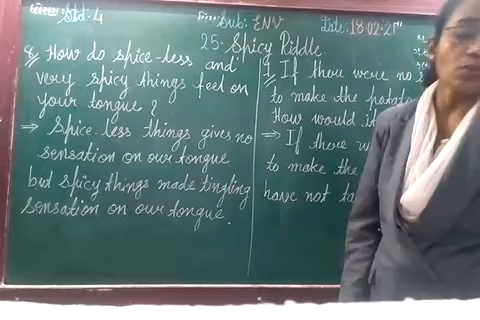 Std: 4
Sub: ENV
Date: 18-02-21
25- Spicy Riddle
8. How do spice-less and
very spicy things feel on
your tongue?
⇒ Spice-less things gives no
sensation on our tongue
but spicy things made tingling
sensation on our tongue.
9. If there were no
to make the potato
How would it
⇒ If there
to make the
have not